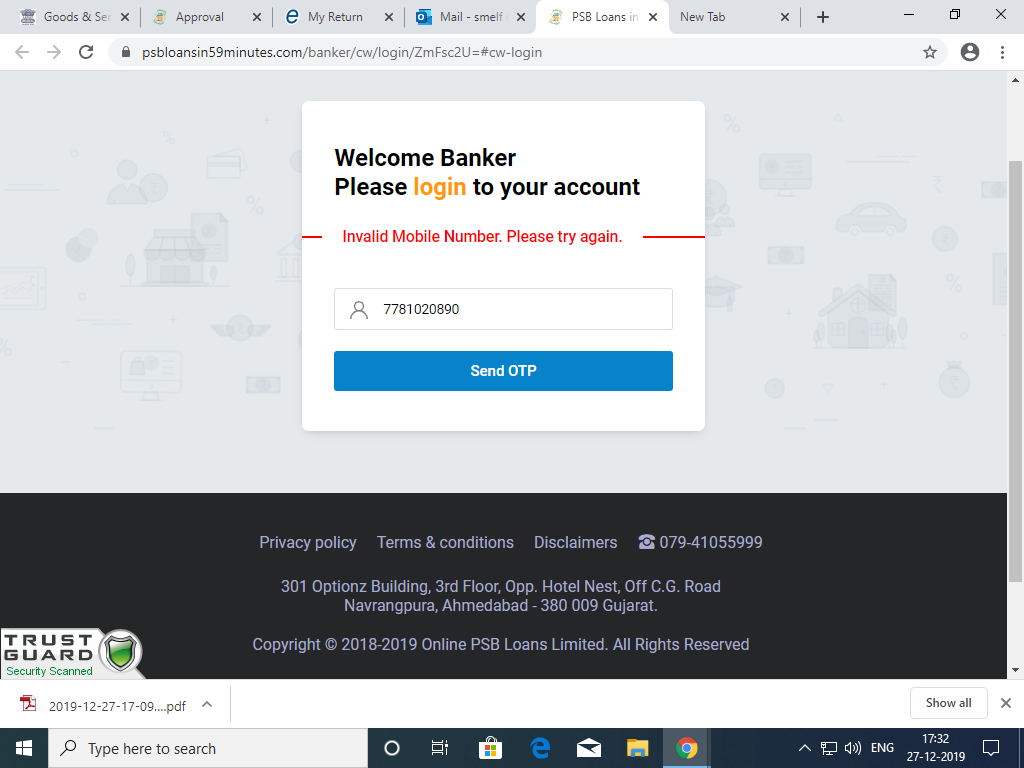 Goods & Ser
Approval
My Return
Mail - smelf
PSB Loans in
New Tab
psbloansin59minutes.com/banker/cw/login/ZmFsc2U=#cw-login
Welcome Banker
Please login to your account
Invalid Mobile Number. Please try again.
7781020890
Send OTP
Privacy policy
Terms & conditions
Disclaimers
079-41055999
301 Optionz Building, 3rd Floor, Opp. Hotel Nest, Off C.G. Road
Navrangpura, Ahmedabad - 380 009 Gujarat.
Copyright © 2018-2019 Online PSB Loans Limited. All Rights Reserved
TRUST
GUARD
Security Scanned
2019-12-27-17-09....pdf
Show all
Type here to search
ENG
17:32
27-12-2019